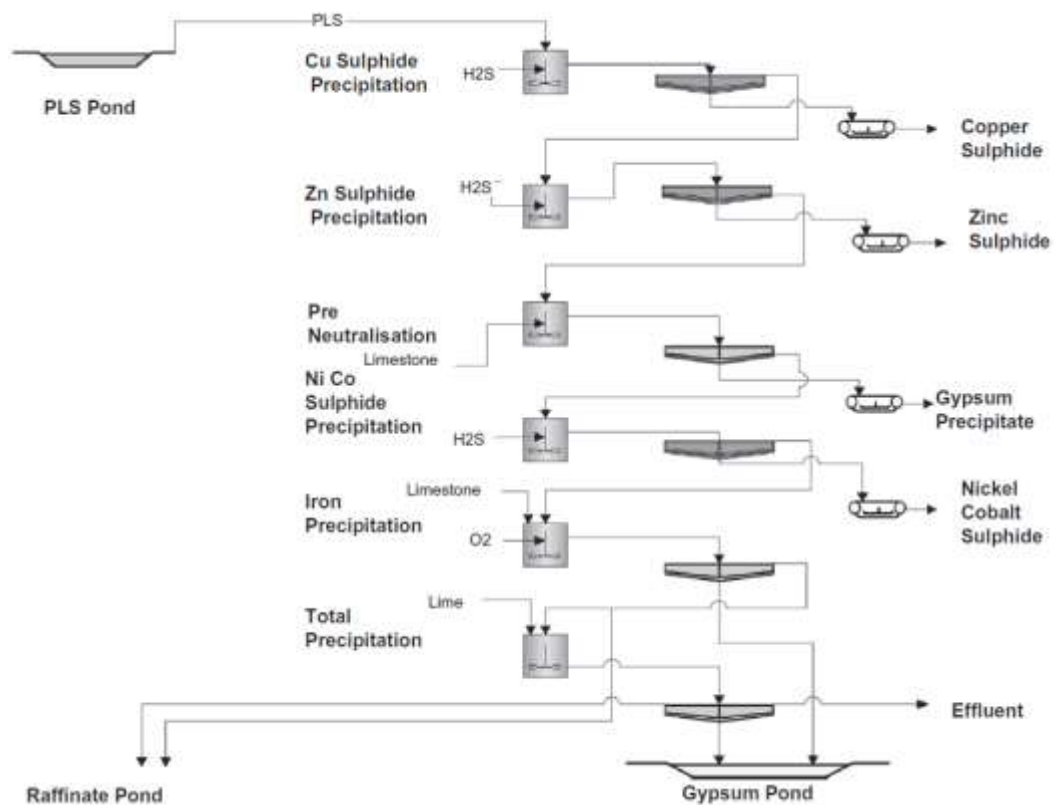 PLS
Cu Sulphide
Precipitation
H2S
PLS Pond
Copper
Sulphide
Zn Sulphide
Precipitation
H2S
Zinc
Sulphide
Pre
Neutralisation
Limestone
Ni Co
Sulphide
Precipitation
Gypsum
Precipitate
H2S
Limestone
Iron
Precipitation
O2
Nickel
Cobalt
Sulphide
Lime
Total
Precipitation
Effluent
Raffinate Pond
Gypsum Pond